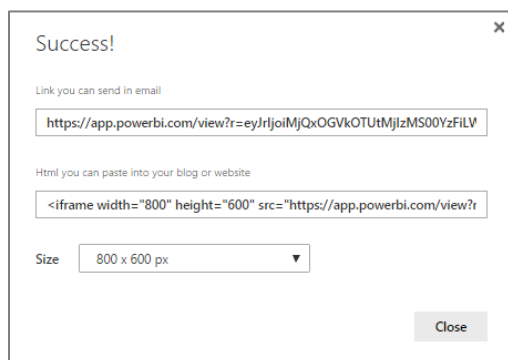 Success!
Link you can send in email
https://app.powerbi.com/view?r=eyJrIjoiMjQxOGVkOTUtMjIzMS00YzFiLW
Html you can paste into your blog or website
<iframe width="800" height="600" src="https://app.powerbi.com/view?r
Size 800 x 600 px
Close